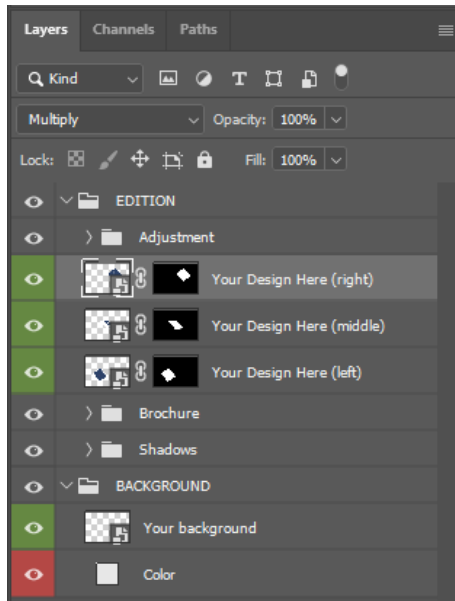 Layers Channels Paths
Kind T
Multiply Opacity: 100%
Lock: Fill: 100%
EDITION
Adjustment
Your Design Here (right)
Your Design Here (middle)
Your Design Here (left)
Brochure
Shadows
BACKGROUND
Your background
Color